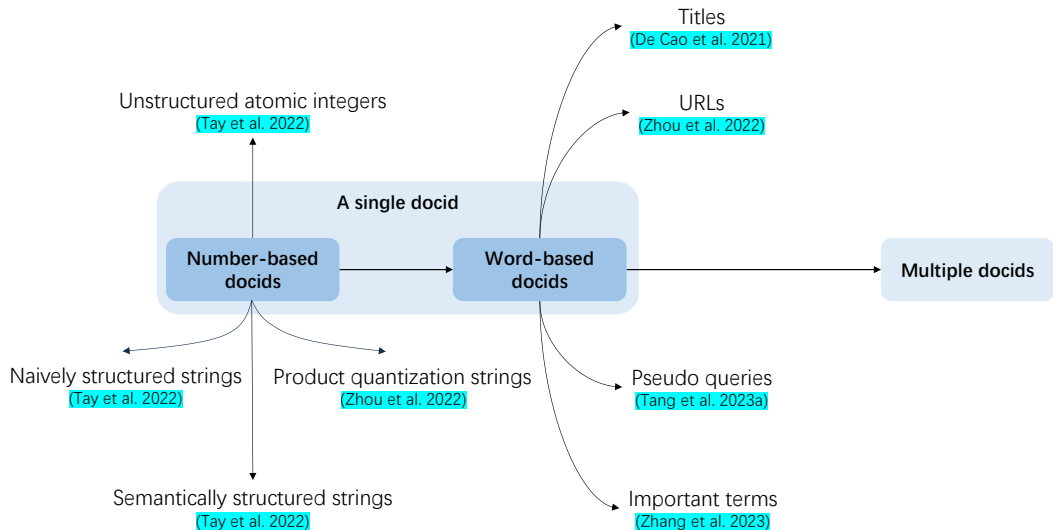 Titles
(De Cao et al. 2021)
Unstructured atomic integers
(Tay et al. 2022)
URLs
(Zhou et al. 2022)
A single docid
Number-based
docids
Word-based
docids
Multiple docids
Naively structured strings
(Tay et al. 2022)
Product quantization strings
(Zhou et al. 2022)
Pseudo queries
(Tang et al. 2023a)
Semantically structured strings
(Tay et al. 2022)
Important terms
(Zhang et al. 2023)